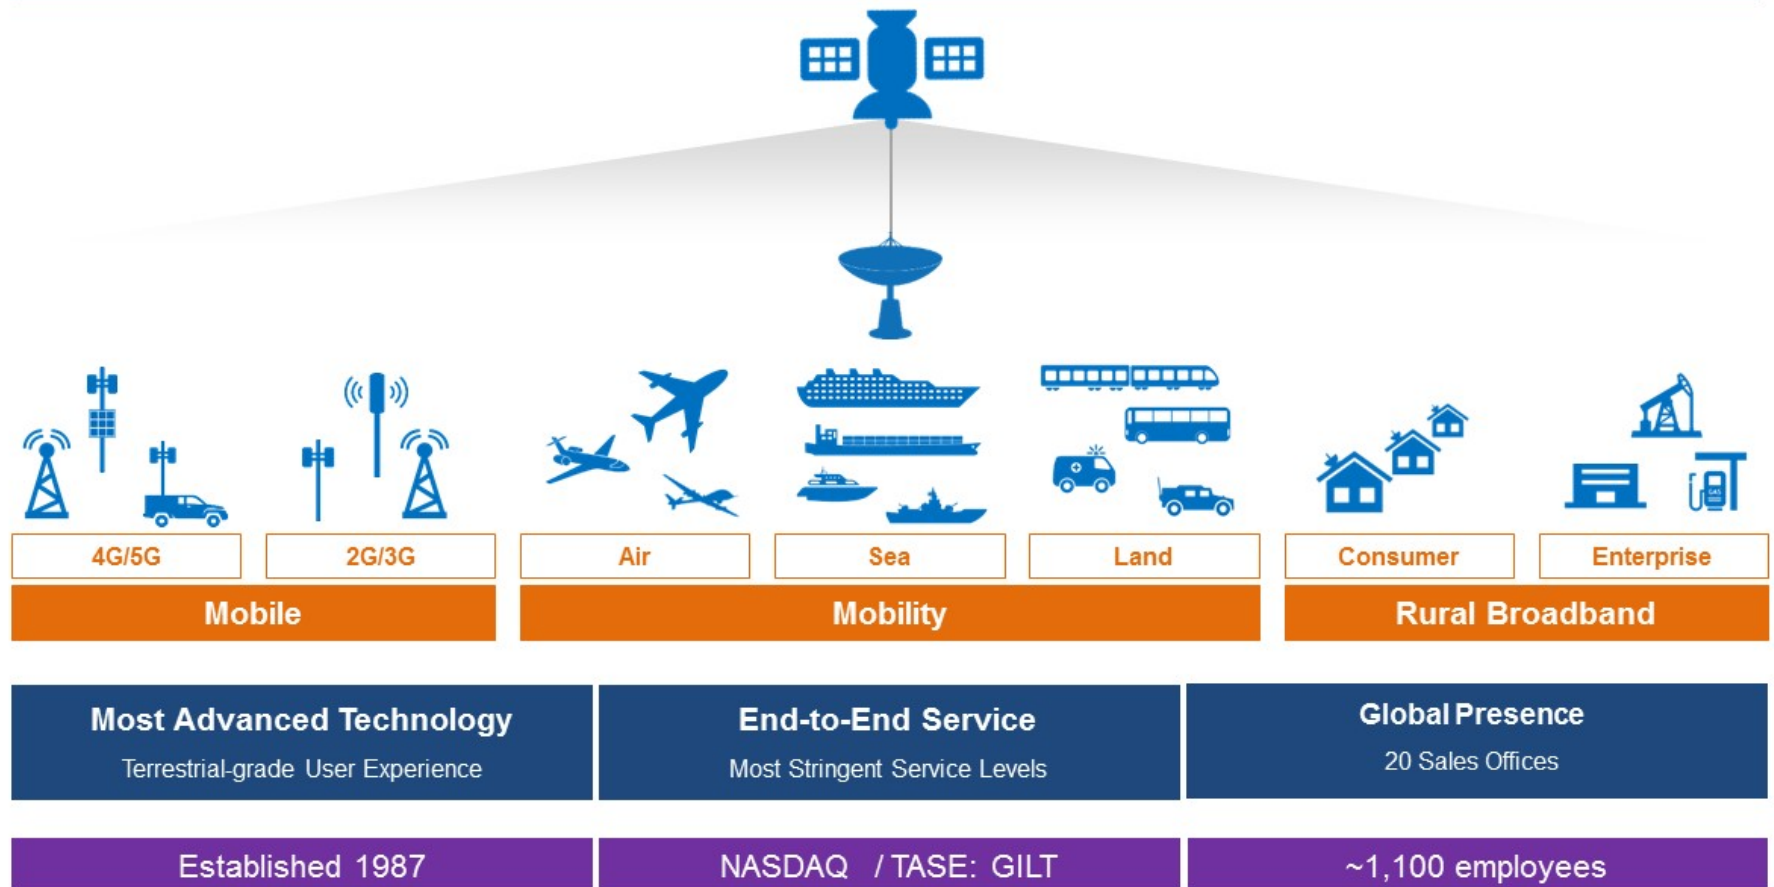 GAS
4G/5G
2G/3G
Air
Sea
Land
Consumer
Enterprise
Mobile
Mobility
Rural Broadband
Most Advanced Technology
Terrestrial-grade User Experience
End-to-End Service
Most Stringent Service Levels
Global Presence
20 Sales Offices
Established 1987
NASDAQ / TASE: GILT
~1,100 employees